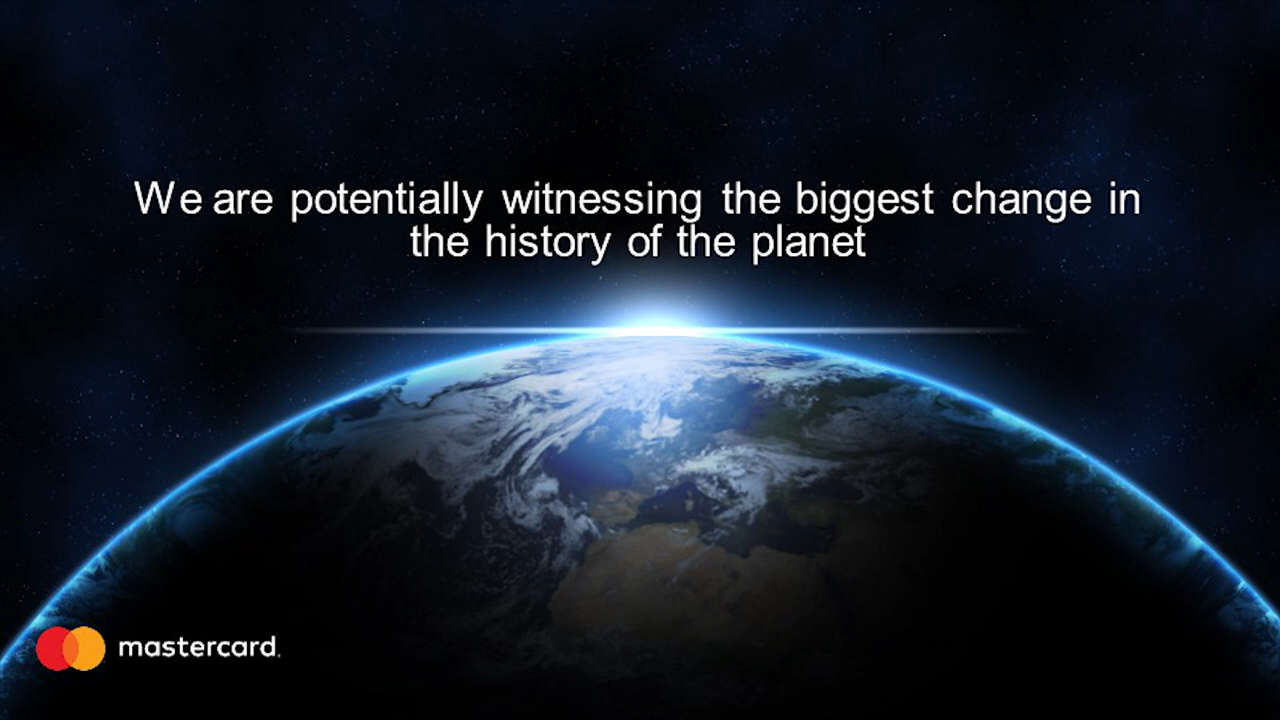 We are potentially witnessing the biggest change in
the history of the planet
mastercard.